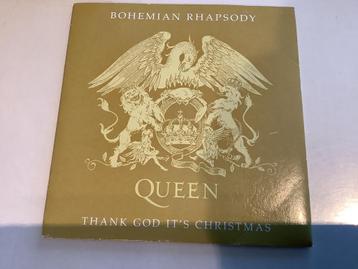 BOHEMIAN RHAPSODY
QUEEN
THANK GOD IT'S CHRISTMAS